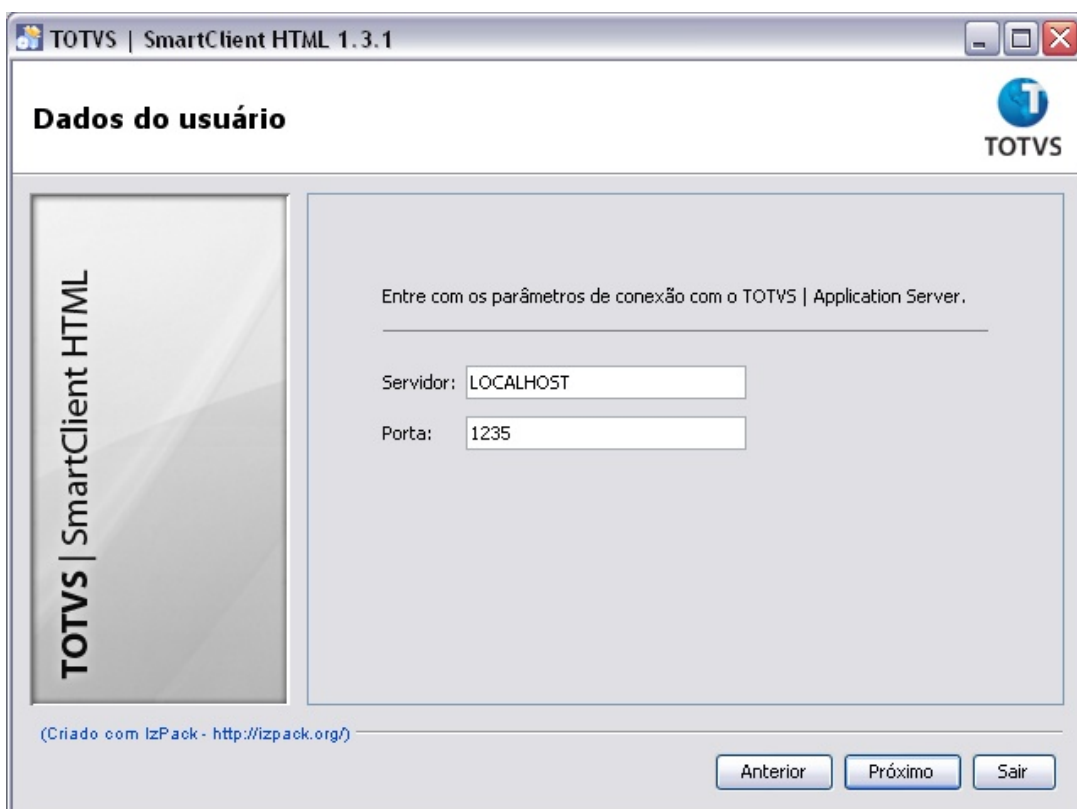 TOTVS | SmartClient HTML 1.3.1
Dados do usuário
TOTVS
TOTVS | SmartClient HTML
Entre com os parâmetros de conexão com o TOTVS | Application Server.
Servidor: LOCALHOST
Porta: 1235
(Criado com IzPack - http://izpack.org/)
Anterior Próximo Sair